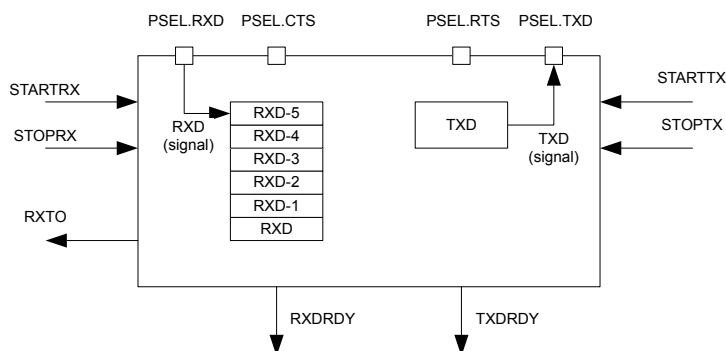 PSEL.RXD PSEL.CTS PSEL.RTS PSEL.TXD
STARTRX
STARTTX
RXD-5
RXD
(signal)
RXD-4
TXD
TXD
(signal)
STOPRX
STOPTX
RXD-3
RXD-2
RXD-1
RXTO
RXD
RXDRDY
TXDRDY